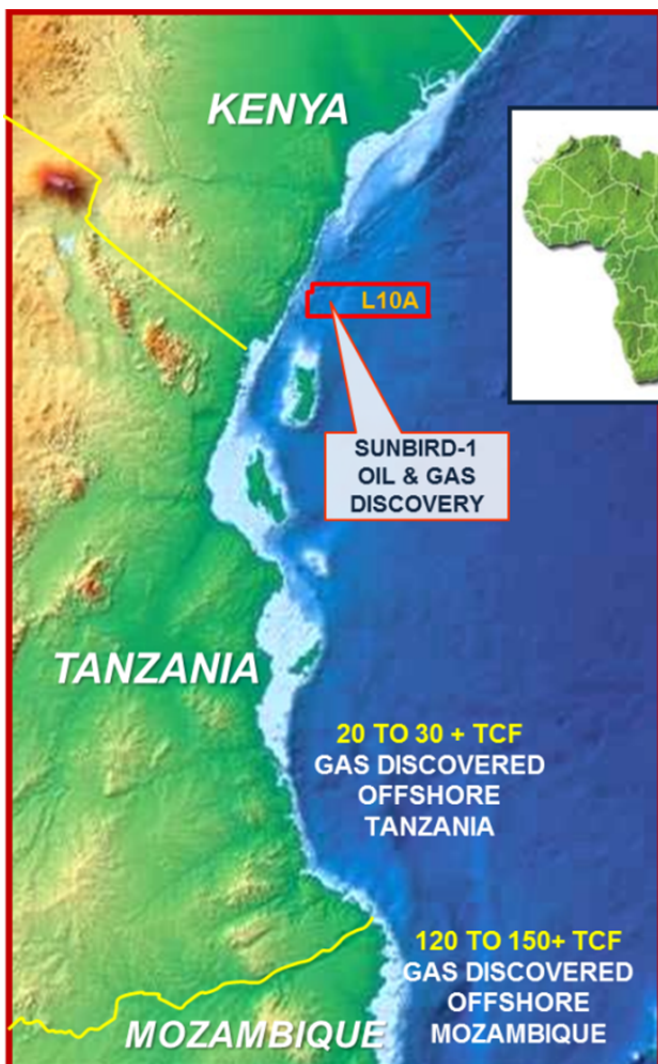 KENYA
L10A
SUNBIRD-1
OIL & GAS
DISCOVERY
TANZANIA
20 TO 30 + TCF
GAS DISCOVERED
OFFSHORE
TANZANIA
120 TO 150+ TCF
GAS DISCOVERED
OFFSHORE
MOZAMBIQUE
MOZAMBIQUE